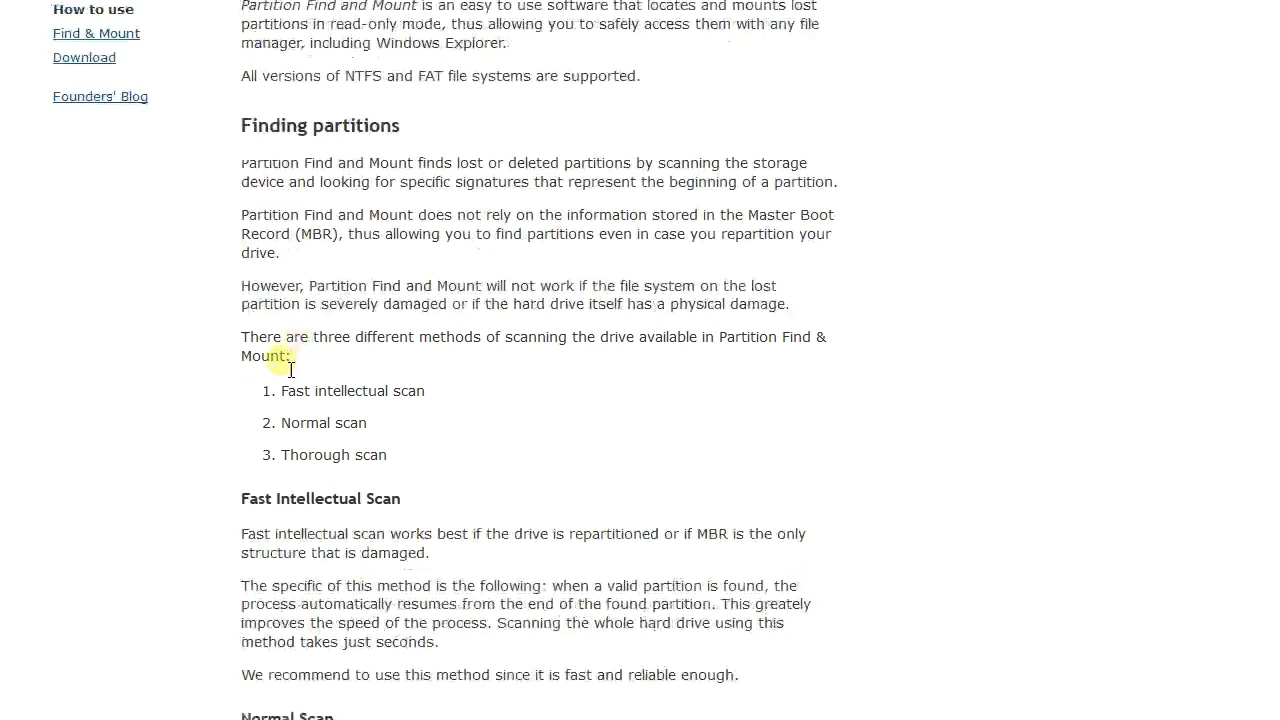 How to use
Find & Mount
Download
Founders' Blog
Partition Find and Mount is an easy to use software that locates and mounts lost
partitions in read-only mode, thus allowing you to safely access them with any file
manager, including Windows Explorer.
All versions of NTFS and FAT file systems are supported.
Finding partitions
Partition Find and Mount finds lost or deleted partitions by scanning the storage
device and looking for specific signatures that represent the beginning of a partition.
Partition Find and Mount does not rely on the information stored in the Master Boot
Record (MBR), thus allowing you to find partitions even in case you repartition your
drive.
However, Partition Find and Mount will not work if the file system on the lost
partition is severely damaged or if the hard drive itself has a physical damage.
There are three different methods of scanning the drive available in Partition Find &
Mount:
1. Fast intellectual scan
2. Normal scan
3. Thorough scan
Fast Intellectual Scan
Fast intellectual scan works best if the drive is repartitioned or if MBR is the only
structure that is damaged.
The specific of this method is the following: when a valid partition is found, the
process automatically resumes from the end of the found partition. This greately
improves the speed of the process. Scanning the whole hard drive using this
method takes just seconds.
We recommend to use this method since it is fast and reliable enough.
Normal Scan